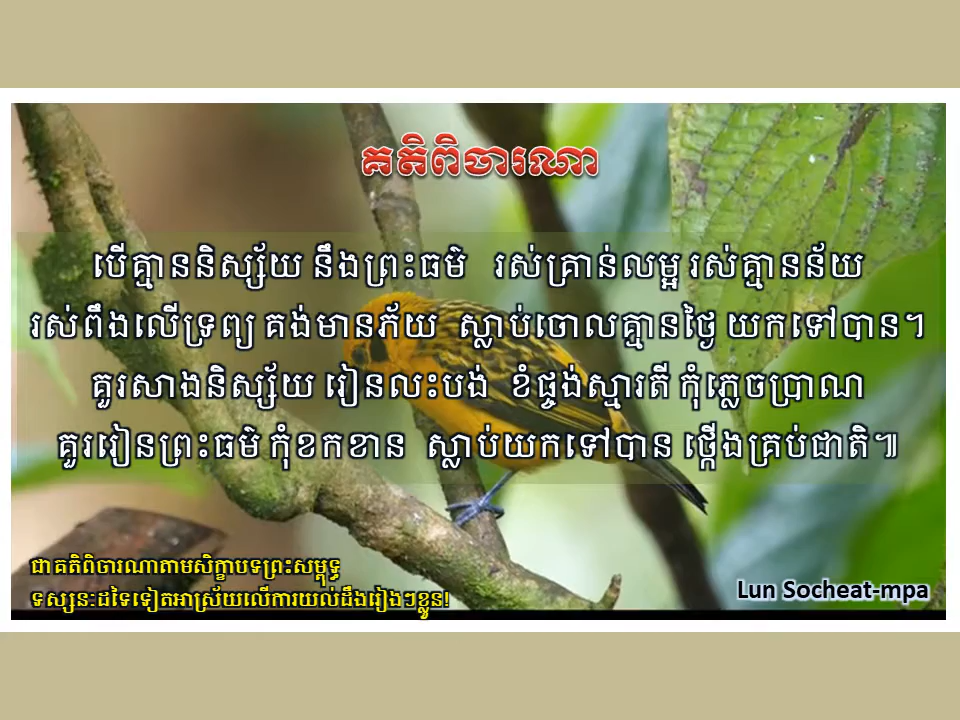 គតិពិចារណា
បើគ្មាននិស្ស័យ នឹងព្រះធម៌ រស់គ្រាន់លម្អ រស់គ្មានន័យ
រស់ពឹងលើទ្រព្យ គង់មានភ័យ ស្លាប់ចោលគ្មានថ្ងៃ យកទៅបាន។
គួរសាងនិស្ស័យ រៀនលះបង់ ខំផ្ចង់ស្មារតី កុំភ្លេចប្រាណ
គួររៀនព្រះធម៌ កុំខកខាន ស្លាប់យកទៅបាន ថ្កើងគ្រប់ជាតិ៕
ជាគតិពិចារណាតាមសិក្ខាបទព្រះសម្ពុទ្ធ
ទស្សនៈដទៃទៀតអាស្រ័យលើការយល់ដឹងរៀងៗខ្លួន!
Lun Socheat-mpa